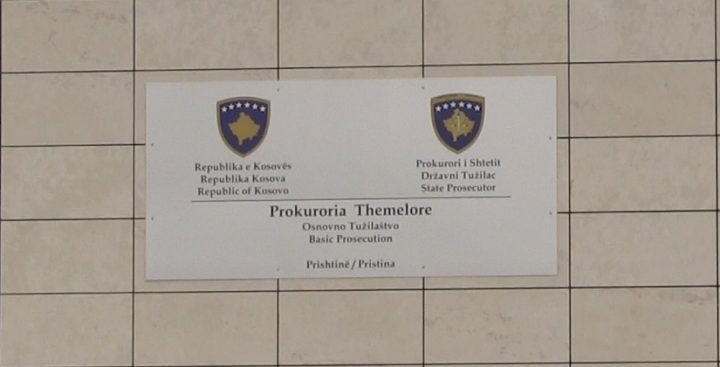 Republika e Kosovës
Republika Kosova
Republic of Kosovo
Prokurori i Shtetit
Državni Tužilac
State Prosecutor
Prokuroria Themelore
Osnovno Tužilaštvo
Basic Prosecution
Prishtinë / Pristina